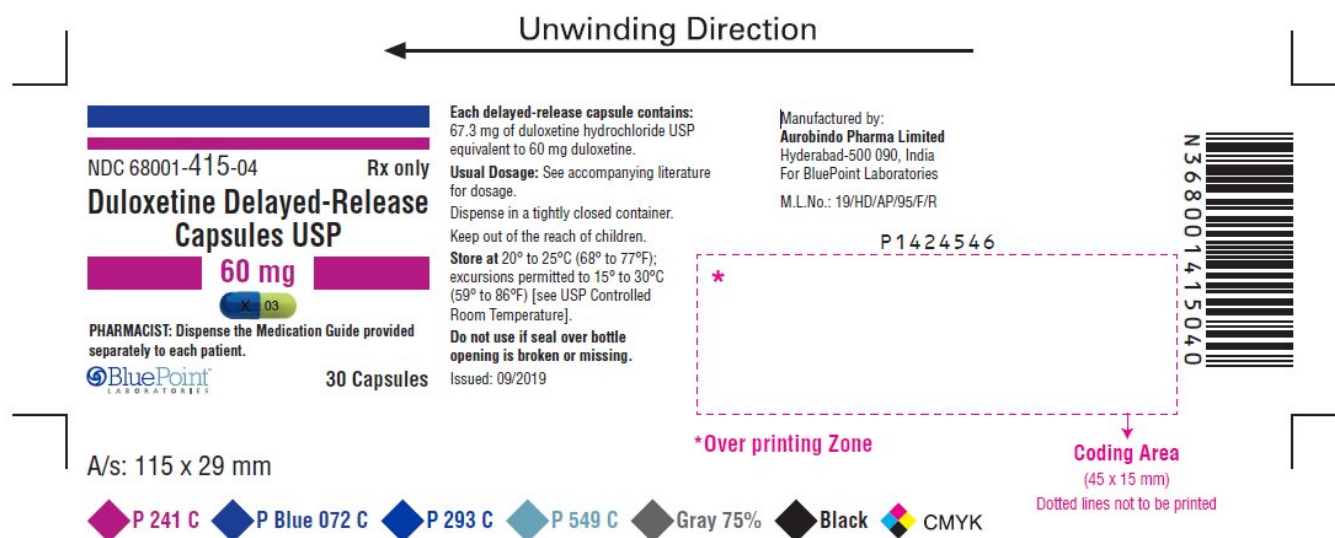 Unwinding Direction
NDC 68001-415-04 Rx only
Duloxetine Delayed-Release
Capsules USP
60 mg
X 03
PHARMACIST: Dispense the Medication Guide provided
separately to each patient.
BluePoint
LABORATORIES
30 Capsules
Each delayed-release capsule contains:
67.3 mg of duloxetine hydrochloride USP
equivalent to 60 mg duloxetine.
Usual Dosage: See accompanying literature
for dosage.
Dispense in a tightly closed container.
Keep out of the reach of children.
Store at 20° to 25°C (68° to 77°F);
excursions permitted to 15° to 30°C
(59° to 86°F) [see USP Controlled
Room Temperature].
Do not use if seal over bottle
opening is broken or missing.
Issued: 09/2019
Manufactured by:
Aurobindo Pharma Limited
Hyderabad-500 090, India
For BluePoint Laboratories
M.L.No.: 19/HD/AP/95/F/R
P1424546
*
N368001415040
*Over printing Zone
Coding Area
(45 x 15 mm)
Dotted lines not to be printed
A/s: 115 x 29 mm
P 241 C P Blue 072 C P 293 C P 549 C Gray 75% Black CMYK